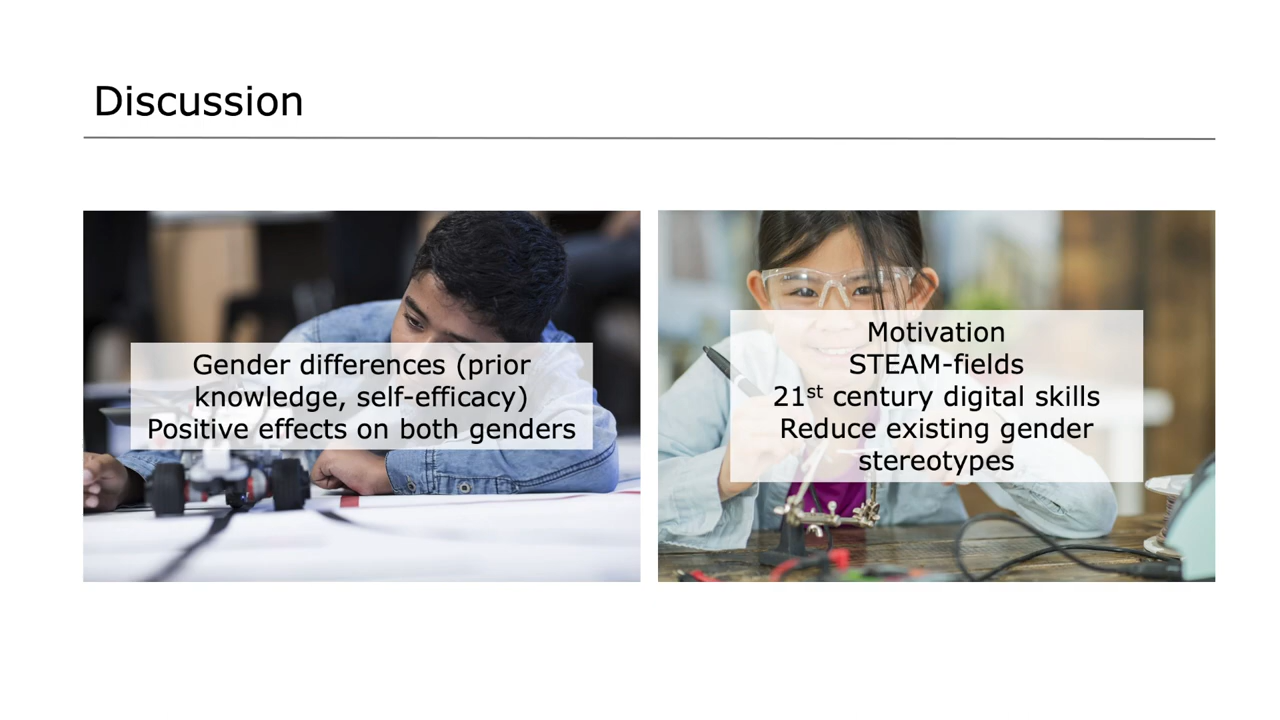 Discussion
Gender differences (prior
knowledge, self-efficacy)
Positive effects on both genders
Motivation
STEAM-fields
21st century digital skills
Reduce existing gender
stereotypes